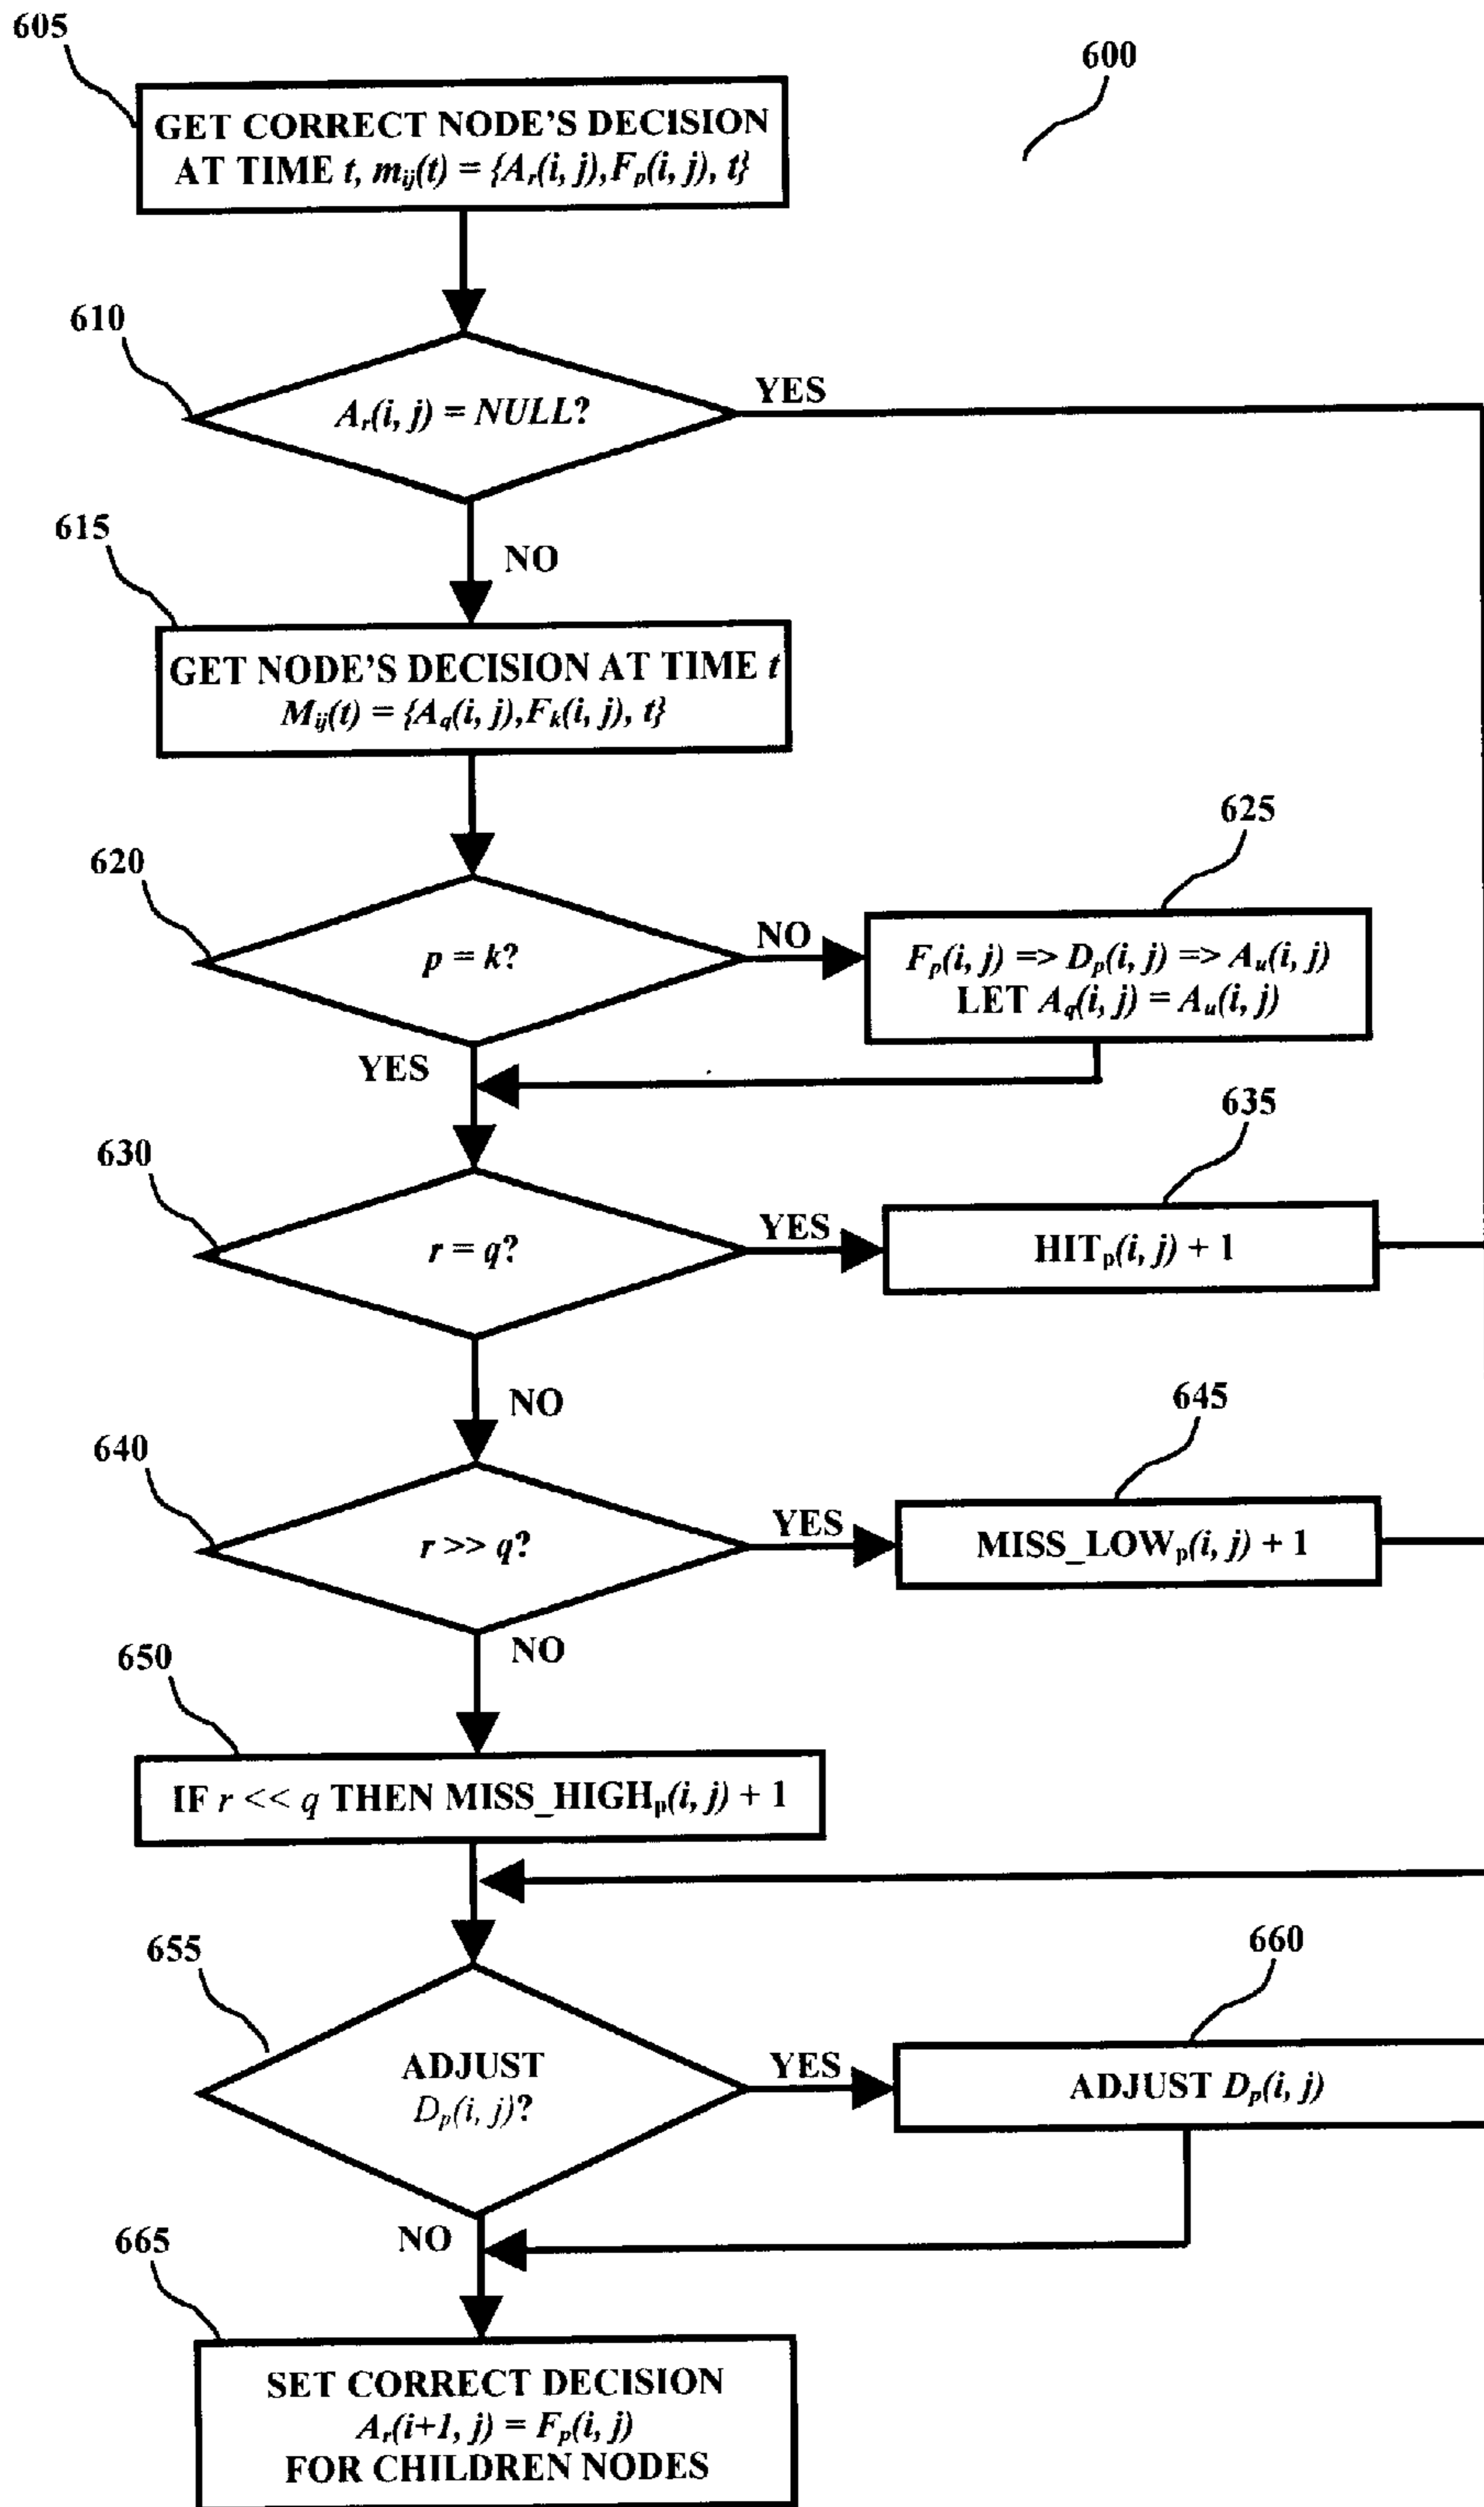 605
600
GET CORRECT NODE'S DECISION
AT TIME t, mij(t) = {Ar(i, j),Fp(i, j), t}
610
Ar(i, j) = NULL?
YES
NO
615
GET NODE'S DECISION AT TIME t
Mij(t) = {Aq(i, j),Fk(i, j), t}
620
p = k?
NO
YES
625
Fp(i, j) => Dp(i, j) => Au(i, j)
LET Aq(i, j) = Au(i, j)
630
r = q?
YES
NO
635
HITp(i, j) + 1
640
r >> q?
YES
NO
645
MISS_LOWp(i, j) + 1
650
IF r << q THEN MISS_HIGHp(i, j) + 1
655
ADJUST
Dp(i, j)?
YES
NO
660
ADJUST Dp(i, j)
665
SET CORRECT DECISION
Ar(i+1, j) = Fp(i, j)
FOR CHILDREN NODES